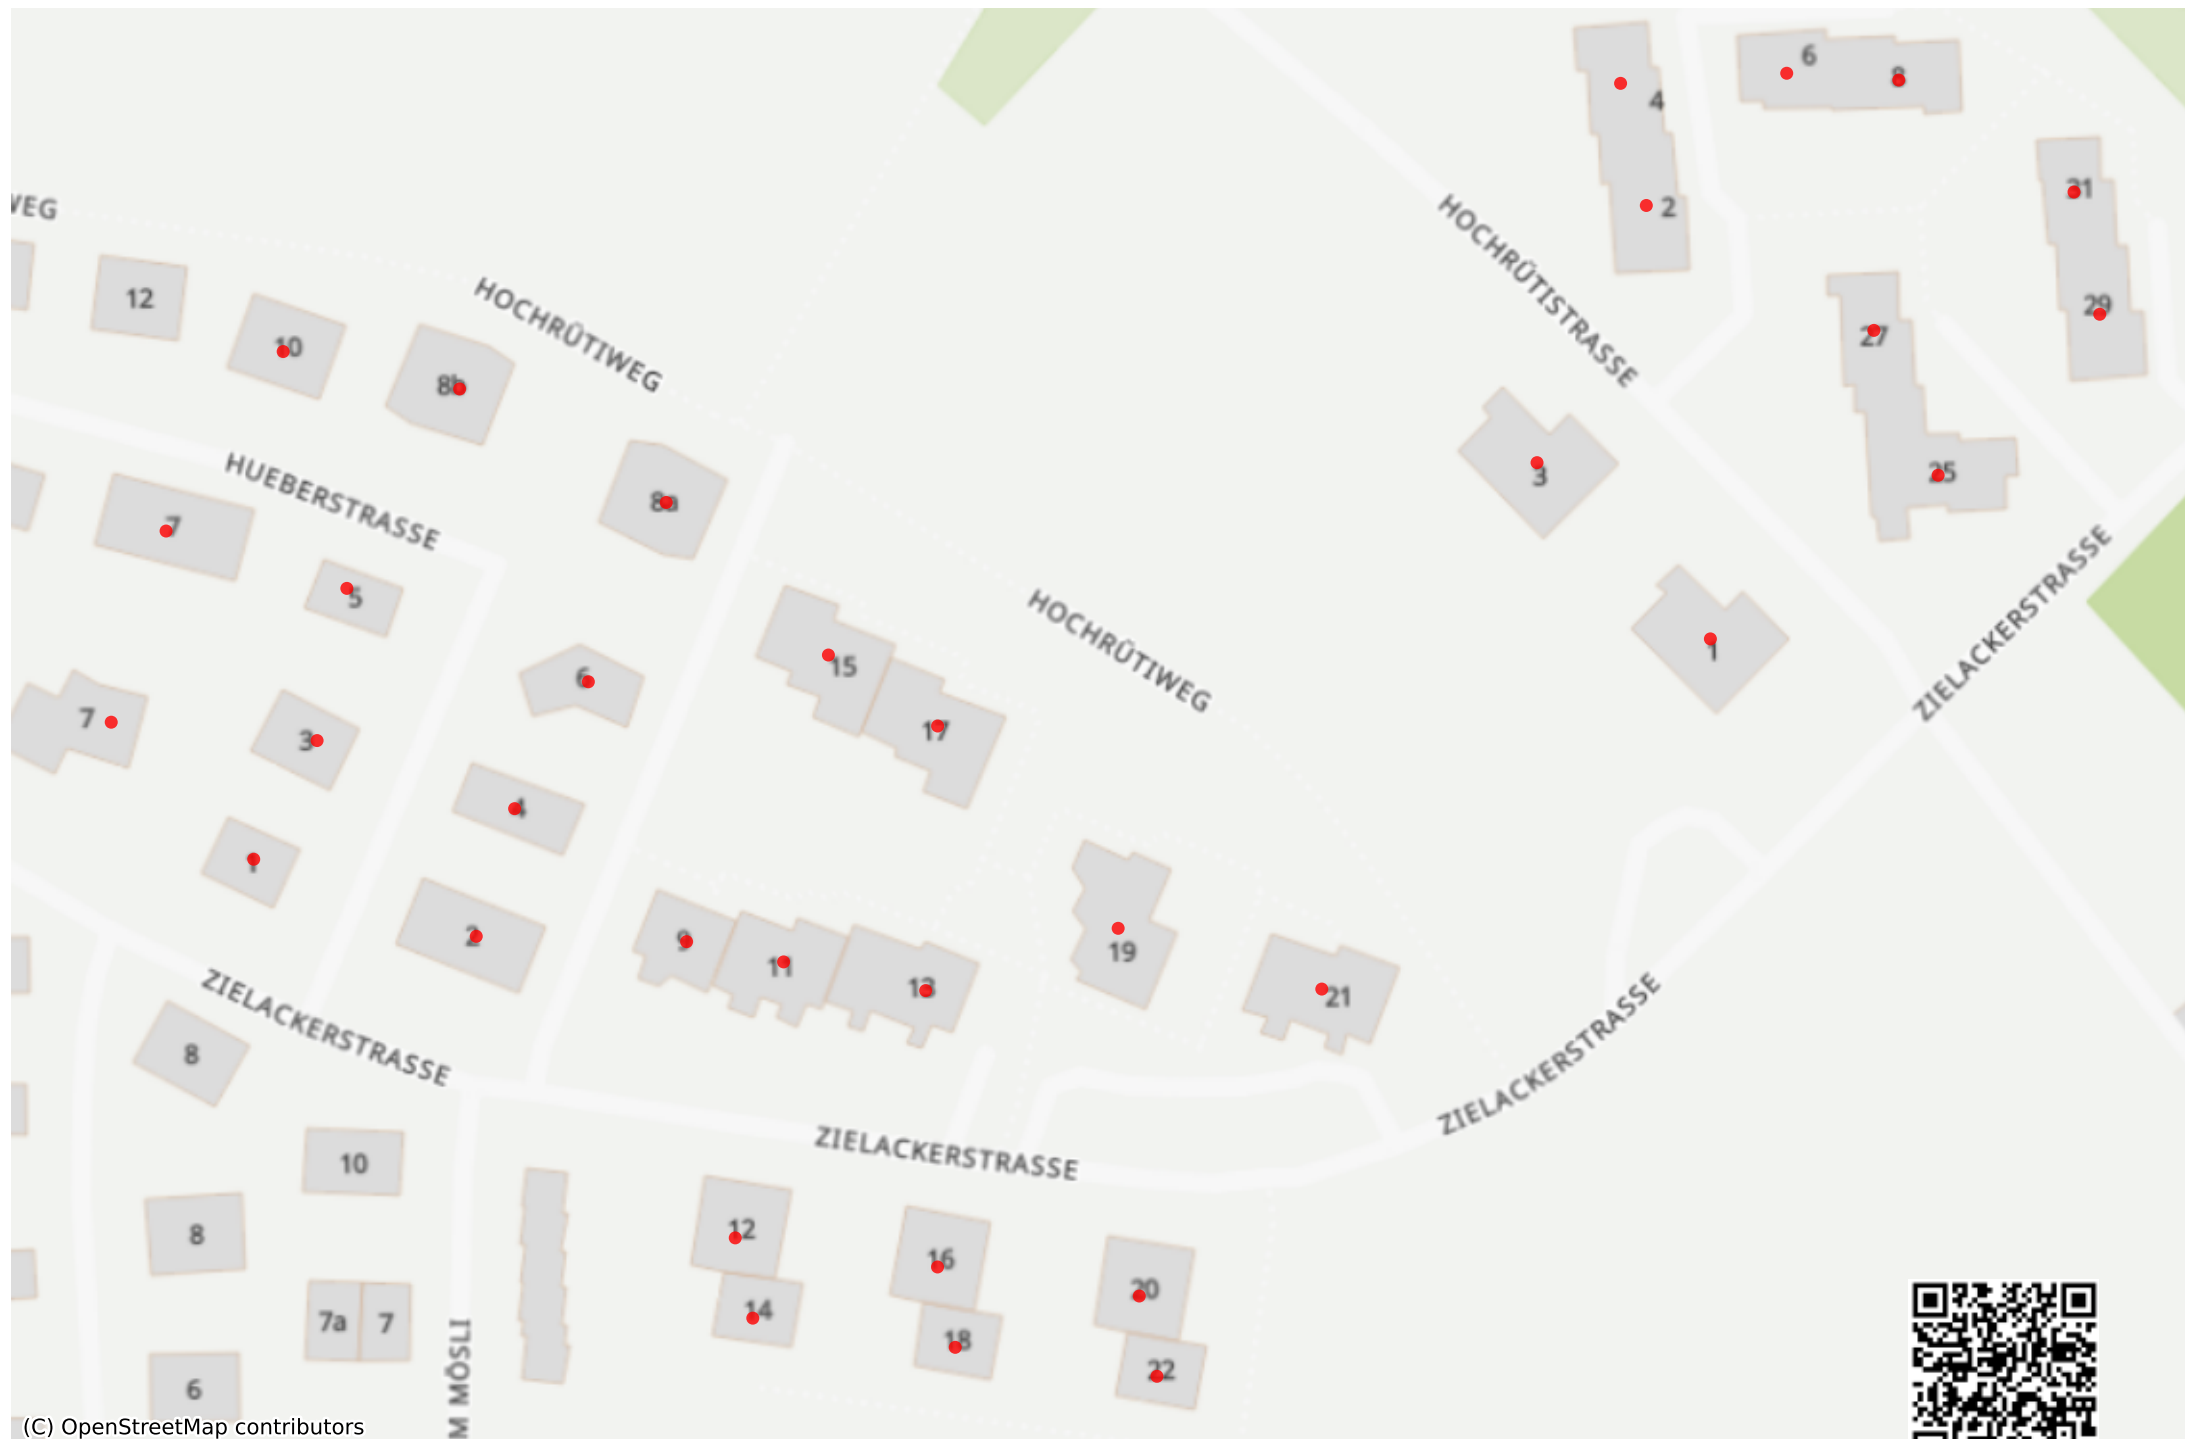 6
8
4
31
2
WEG
HOCHRÜTISTRASSE
12
HOCHRÜTIWEG
29
27
10
8b
3
25
HUEBERSTRASSE
8a
7
5
HOCHRÜTIWEG
ZIELACKERSTRASSE
1
15
6
7
17
3
4
1
2
9
11
13
19
21
ZIELACKERSTRASSE
8
ZIELACKERSTRASSE
ZIELACKERSTRASSE
10
8
12
16
20
14
7a
7
18
22
6
M MÖSLI
(C) OpenStreetMap contributors